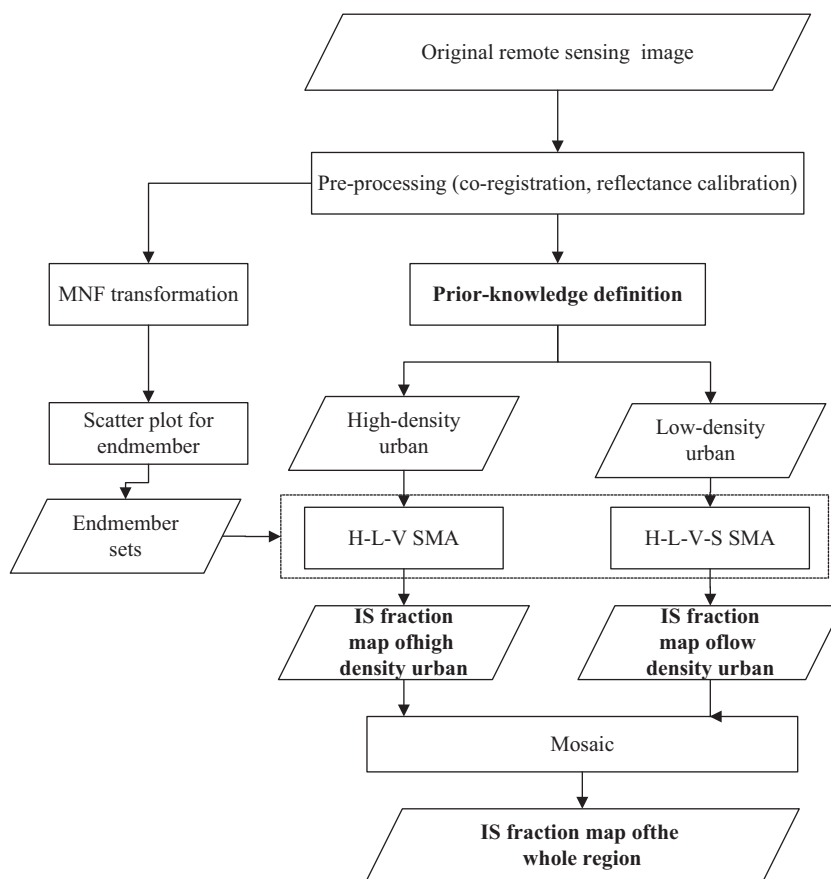 Original remote sensing image
Pre-processing (co-registration, reflectance calibration)
MNF transformation
Prior-knowledge definition
Scatter plot for
endmember
High-density
urban
Low-density
urban
Endmember
sets
H-L-V SMA
H-L-V-S SMA
IS fraction
map ofhigh
density urban
IS fraction
map oflow
density urban
Mosaic
IS fraction map ofthe
whole region